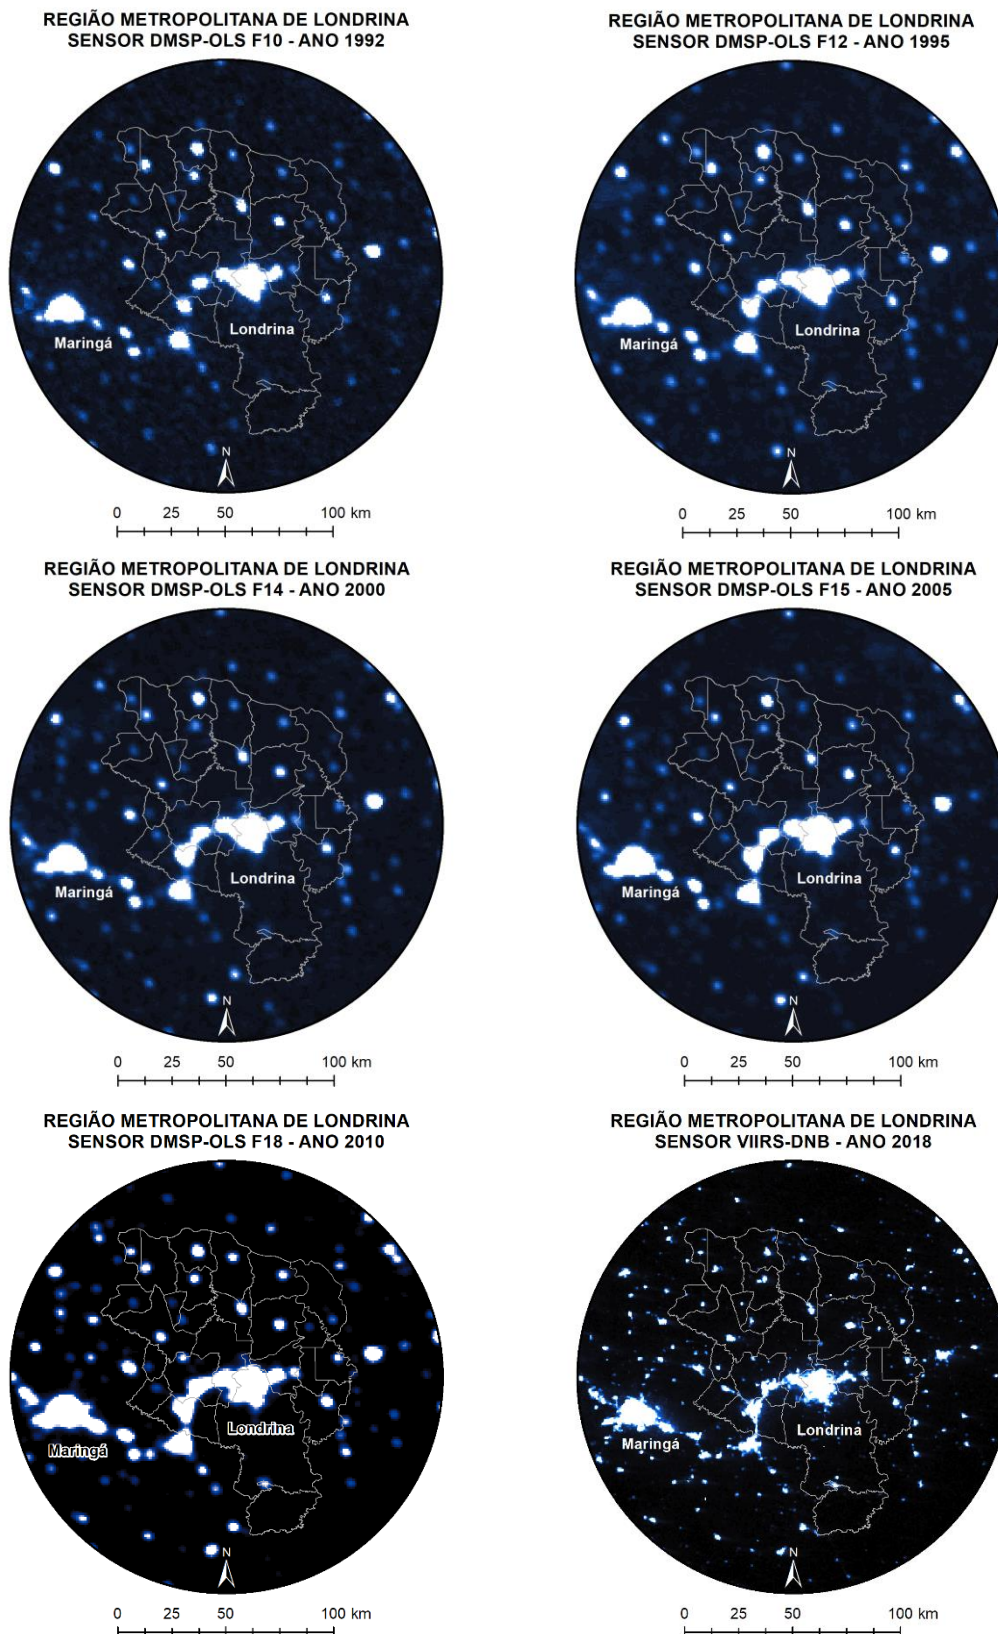 REGIÃO METROPOLITANA DE LONDRINA
SENSOR DMSP-OLS F10 - ANO 1992
Maringá
Londrina
N
0 25 50 100 km
REGIÃO METROPOLITANA DE LONDRINA
SENSOR DMSP-OLS F12 - ANO 1995
Maringá
Londrina
N
0 25 50 100 km
REGIÃO METROPOLITANA DE LONDRINA
SENSOR DMSP-OLS F14 - ANO 2000
Maringá
Londrina
N
0 25 50 100 km
REGIÃO METROPOLITANA DE LONDRINA
SENSOR DMSP-OLS F15 - ANO 2005
Maringá
Londrina
N
0 25 50 100 km
REGIÃO METROPOLITANA DE LONDRINA
SENSOR DMSP-OLS F18 - ANO 2010
Londrina
Maringá
N
0 25 50 100 km
REGIÃO METROPOLITANA DE LONDRINA
SENSOR VIIRS-DNB - ANO 2018
Londrina
Maringá
N
0 25 50 100 km